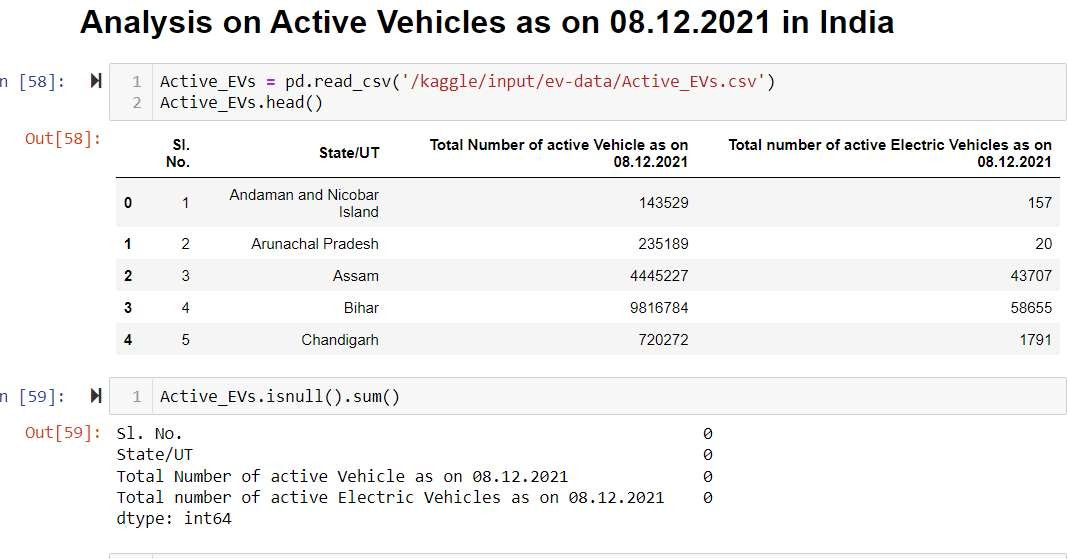 Analysis on Active Vehicles as on 08.12.2021 in India
n [58]:
1 Active_EVs = pd.read_csv('/kaggle/input/ev-data/Active_EVs.csv')
2 Active_EVs.head()
Out[58]:
Sl. No. State/UT Total Number of active Vehicle as on 08.12.2021 Total number of active Electric Vehicles as on 08.12.2021
0 1 Andaman and Nicobar Island 143529 157
1 2 Arunachal Pradesh 235189 20
2 3 Assam 4445227 43707
3 4 Bihar 9816784 58655
4 5 Chandigarh 720272 1791
n [59]:
1 Active_EVs.isnull().sum()
Out[59]:
Sl. No. 0
State/UT 0
Total Number of active Vehicle as on 08.12.2021 0
Total number of active Electric Vehicles as on 08.12.2021 0
dtype: int64